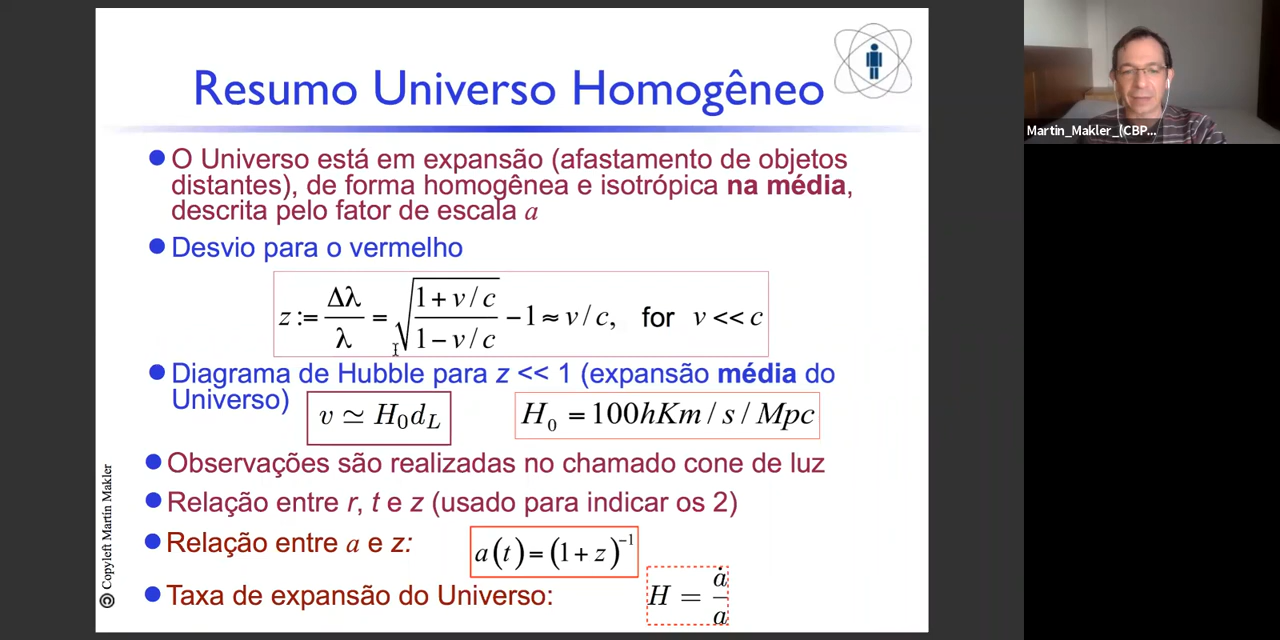 Resumo Universo Homogêneo
● O Universo está em expansão (afastamento de objetos
distantes), de forma homogênea e isotrópica na média,
descrita pelo fator de escala a
● Desvio para o vermelho
z := Δλ/λ = √((1 + v / c)/(1 − v / c)) − 1 ≈ v / c, for v << c
● Diagrama de Hubble para z << 1 (expansão média do
Universo)
v ≃ H₀d_L
H₀ = 100hKm / s / Mpc
● Observações são realizadas no chamado cone de luz
● Relação entre r, t e z (usado para indicar os 2)
● Relação entre a e z:
a(t) = (1 + z)⁻¹
● Taxa de expansão do Universo:
H = ȧ/a
Copyleft Martin Makler
Martin_Makler_(CBP...